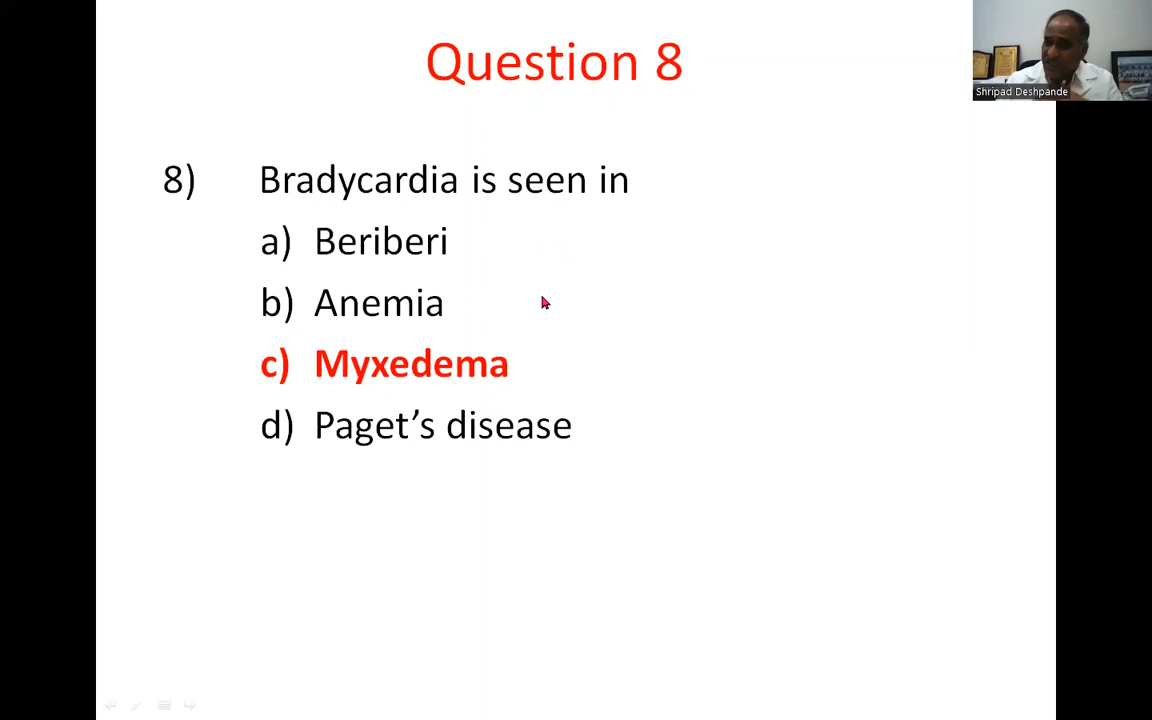 Question 8
Shripad Deshpande
8) Bradycardia is seen in
a) Beriberi
b) Anemia
c) Myxedema
d) Paget’s disease